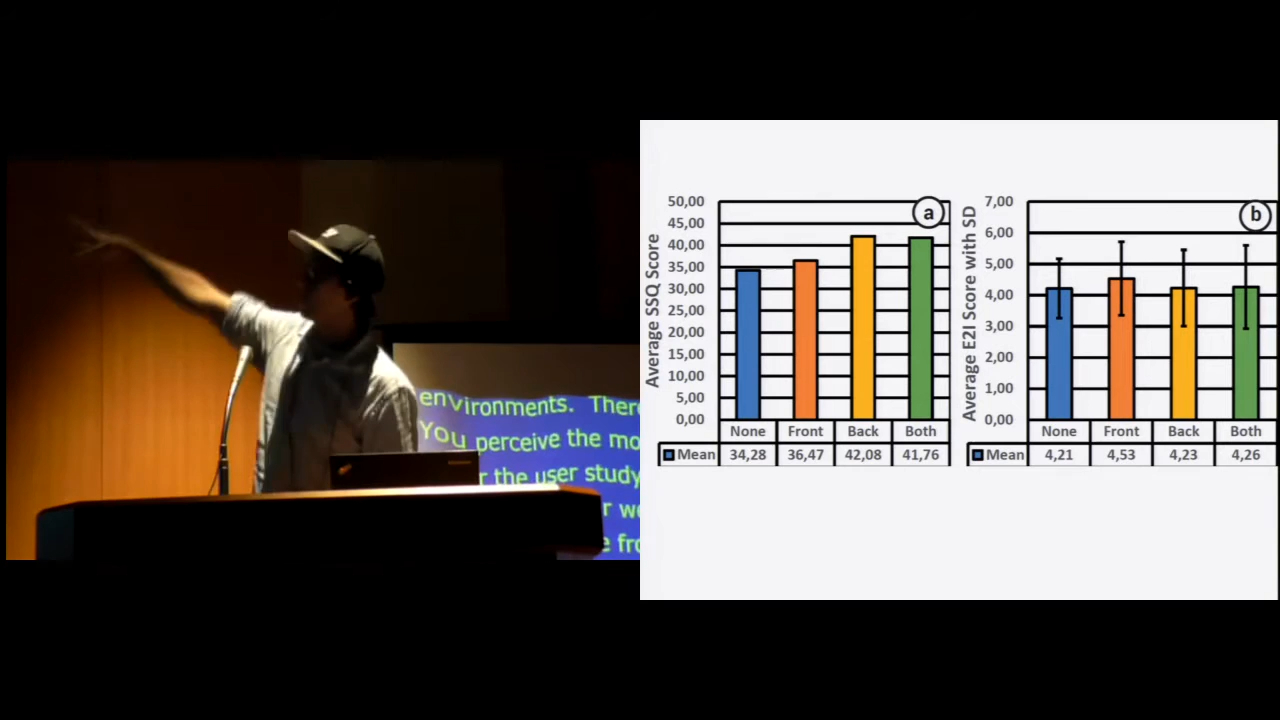 environments. There
You perceive the mo
r the user study
r we
e fro
50,00
45,00
40,00
35,00
30,00
25,00
20,00
15,00
10,00
5,00
0,00
Average SSQ Score
a
None Front Back Both
Mean 34,28 36,47 42,08 41,76
7,00
6,00
5,00
4,00
3,00
2,00
1,00
0,00
Average E2I Score with SD
b
None Front Back Both
Mean 4,21 4,53 4,23 4,26